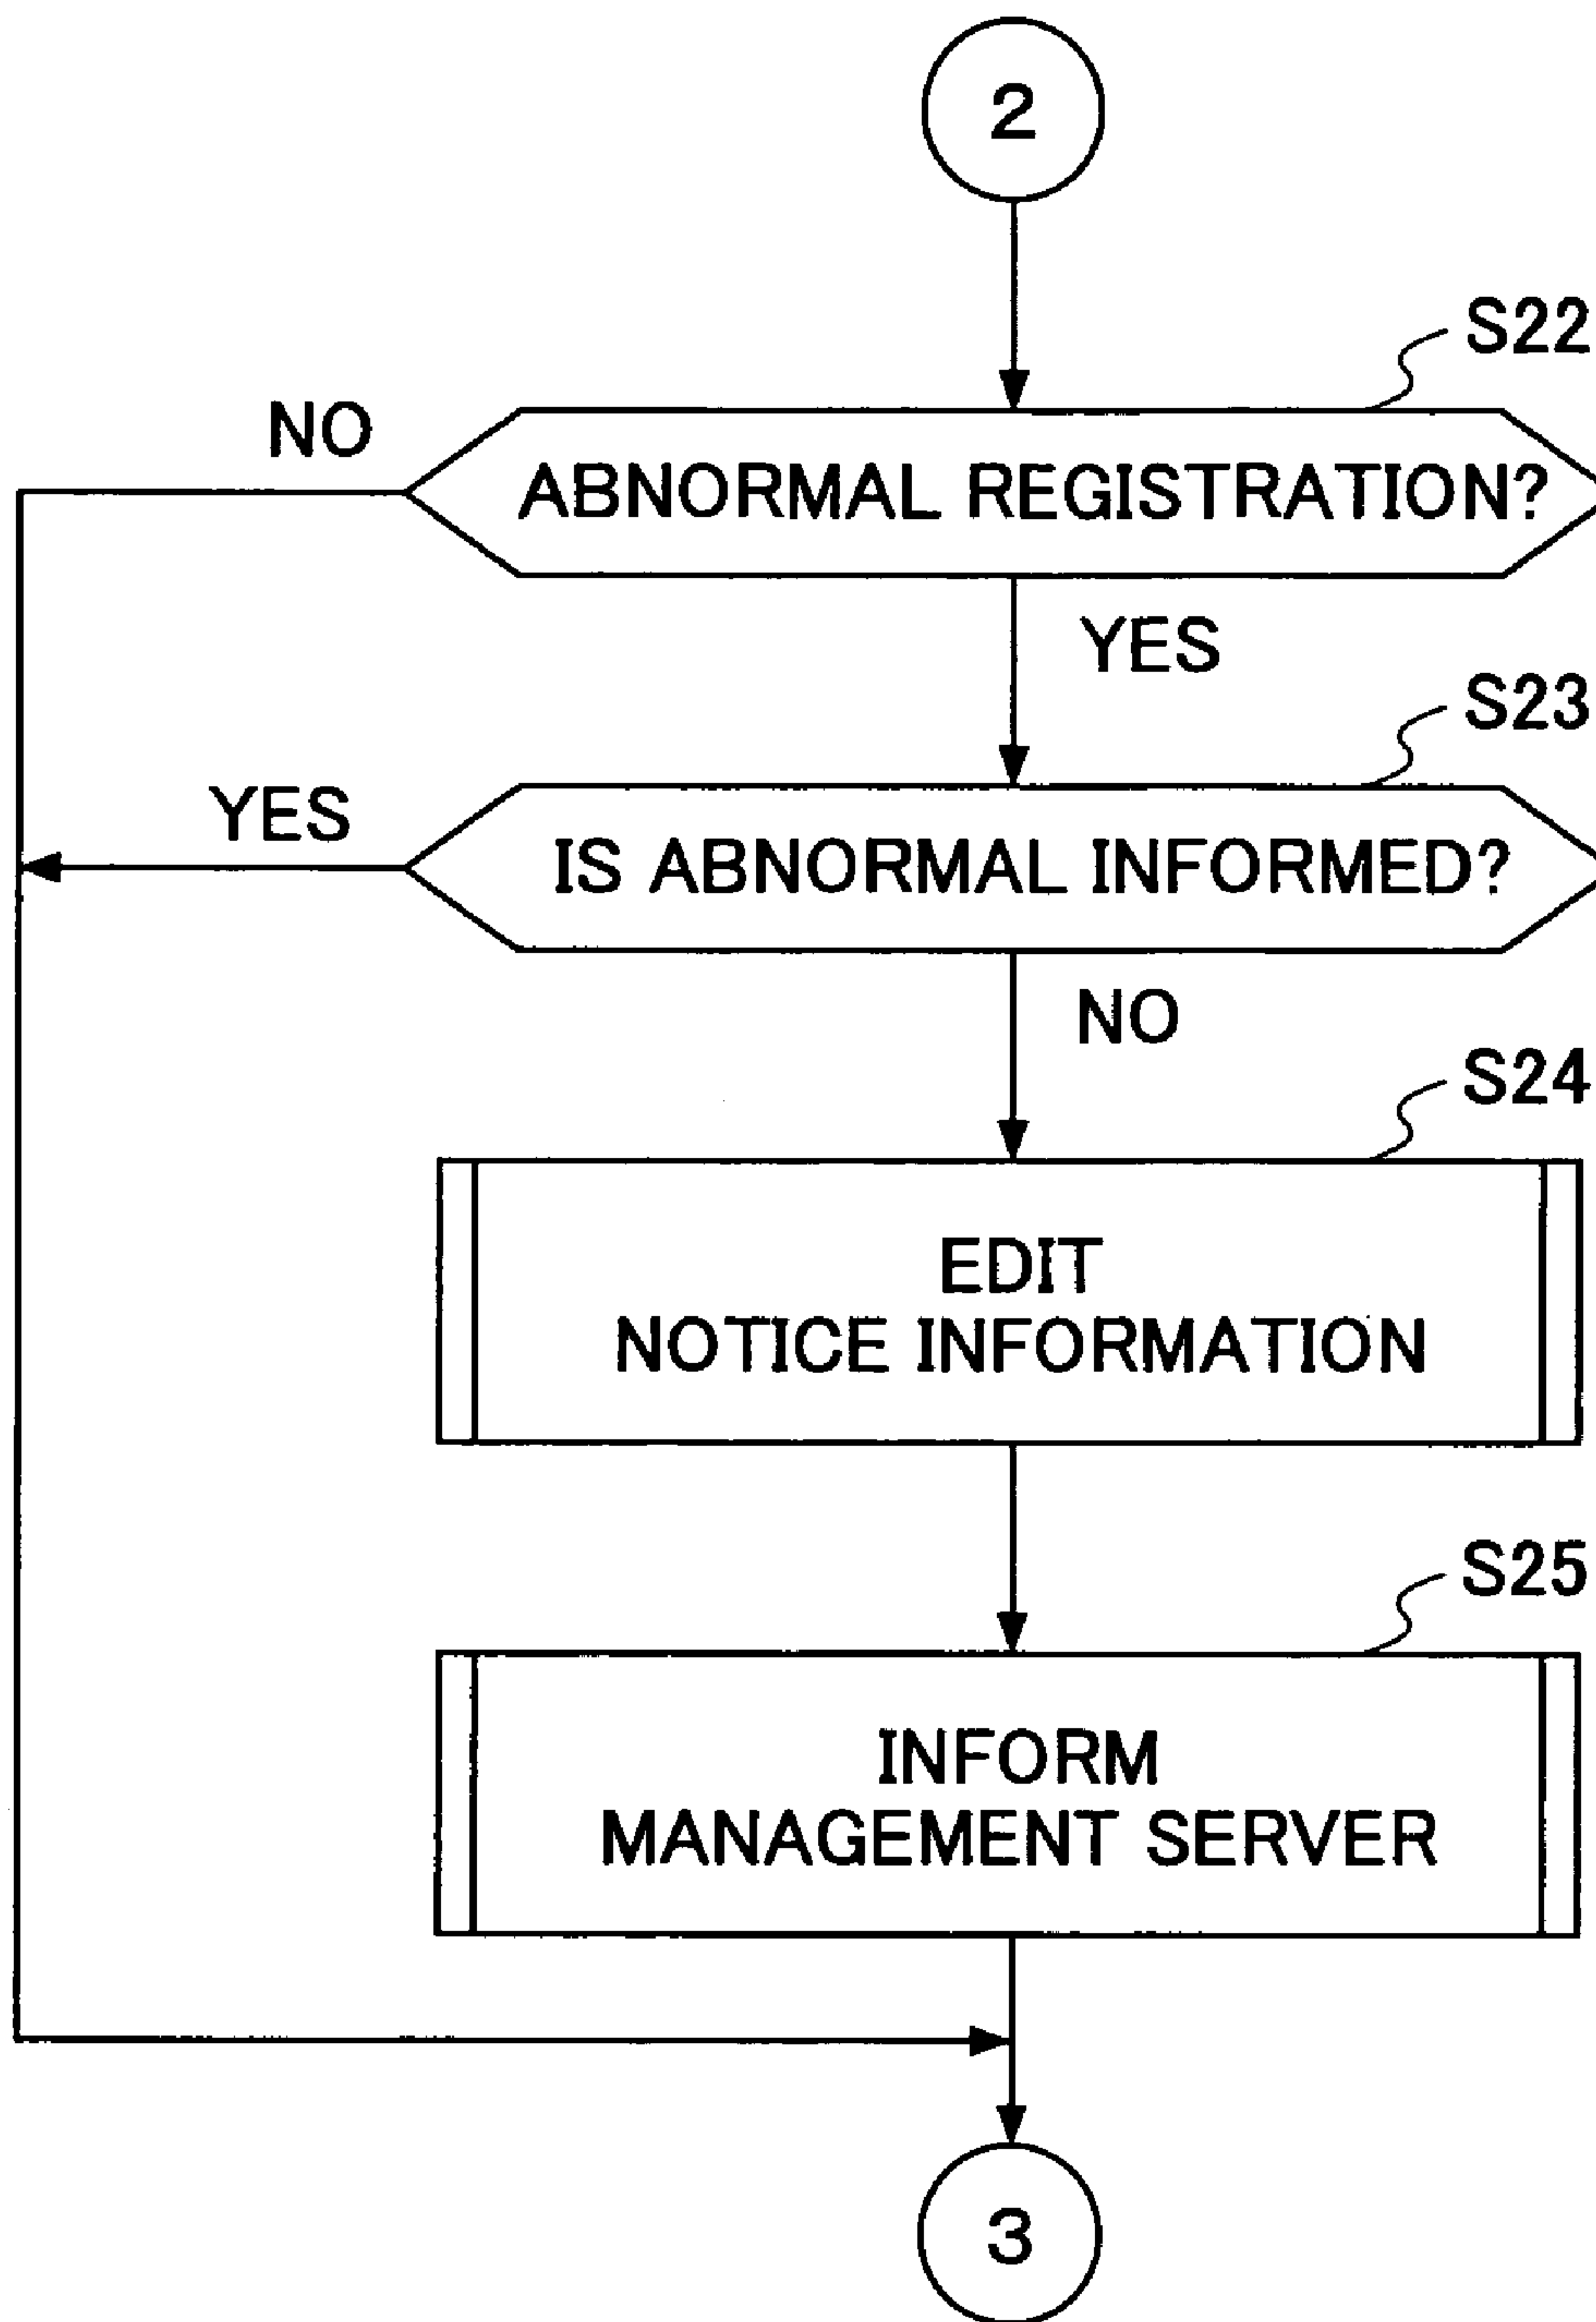 2
S22
NO
ABNORMAL REGISTRATION?
YES
S23
YES
IS ABNORMAL INFORMED?
NO
S24
EDIT
NOTICE INFORMATION
S25
INFORM
MANAGEMENT SERVER
3